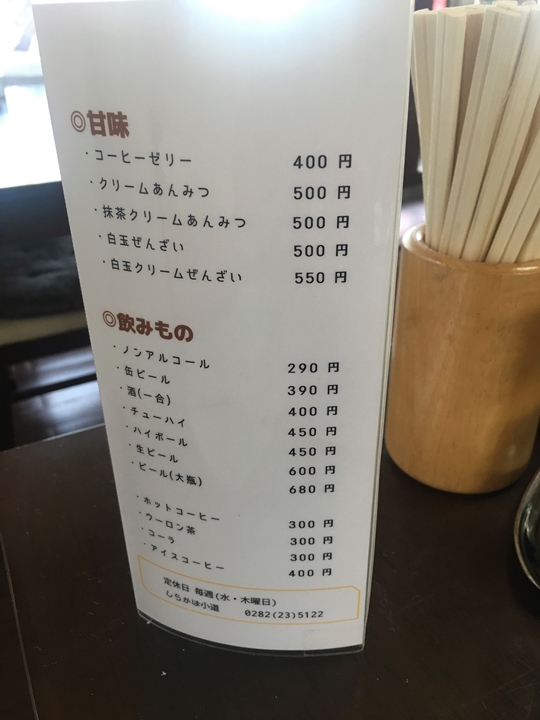 ◎甘味
・コーヒーゼリー 400 円
・クリームあんみつ 500 円
・抹茶クリームあんみつ 500 円
・白玉ぜんざい 500 円
・白玉クリームぜんざい 550 円
◎飲みもの
・ノンアルコール 290 円
・缶ビール 390 円
・酒(一合) 400 円
・チューハイ 450 円
・ハイボール 450 円
・生ビール 600 円
・ビール(大瓶) 680 円
・ホットコーヒー 300 円
・ウーロン茶 300 円
・コーラ 300 円
・アイスコーヒー 400 円
定休日 毎週(水・木曜日)
しらかは小道 0282(23)5122